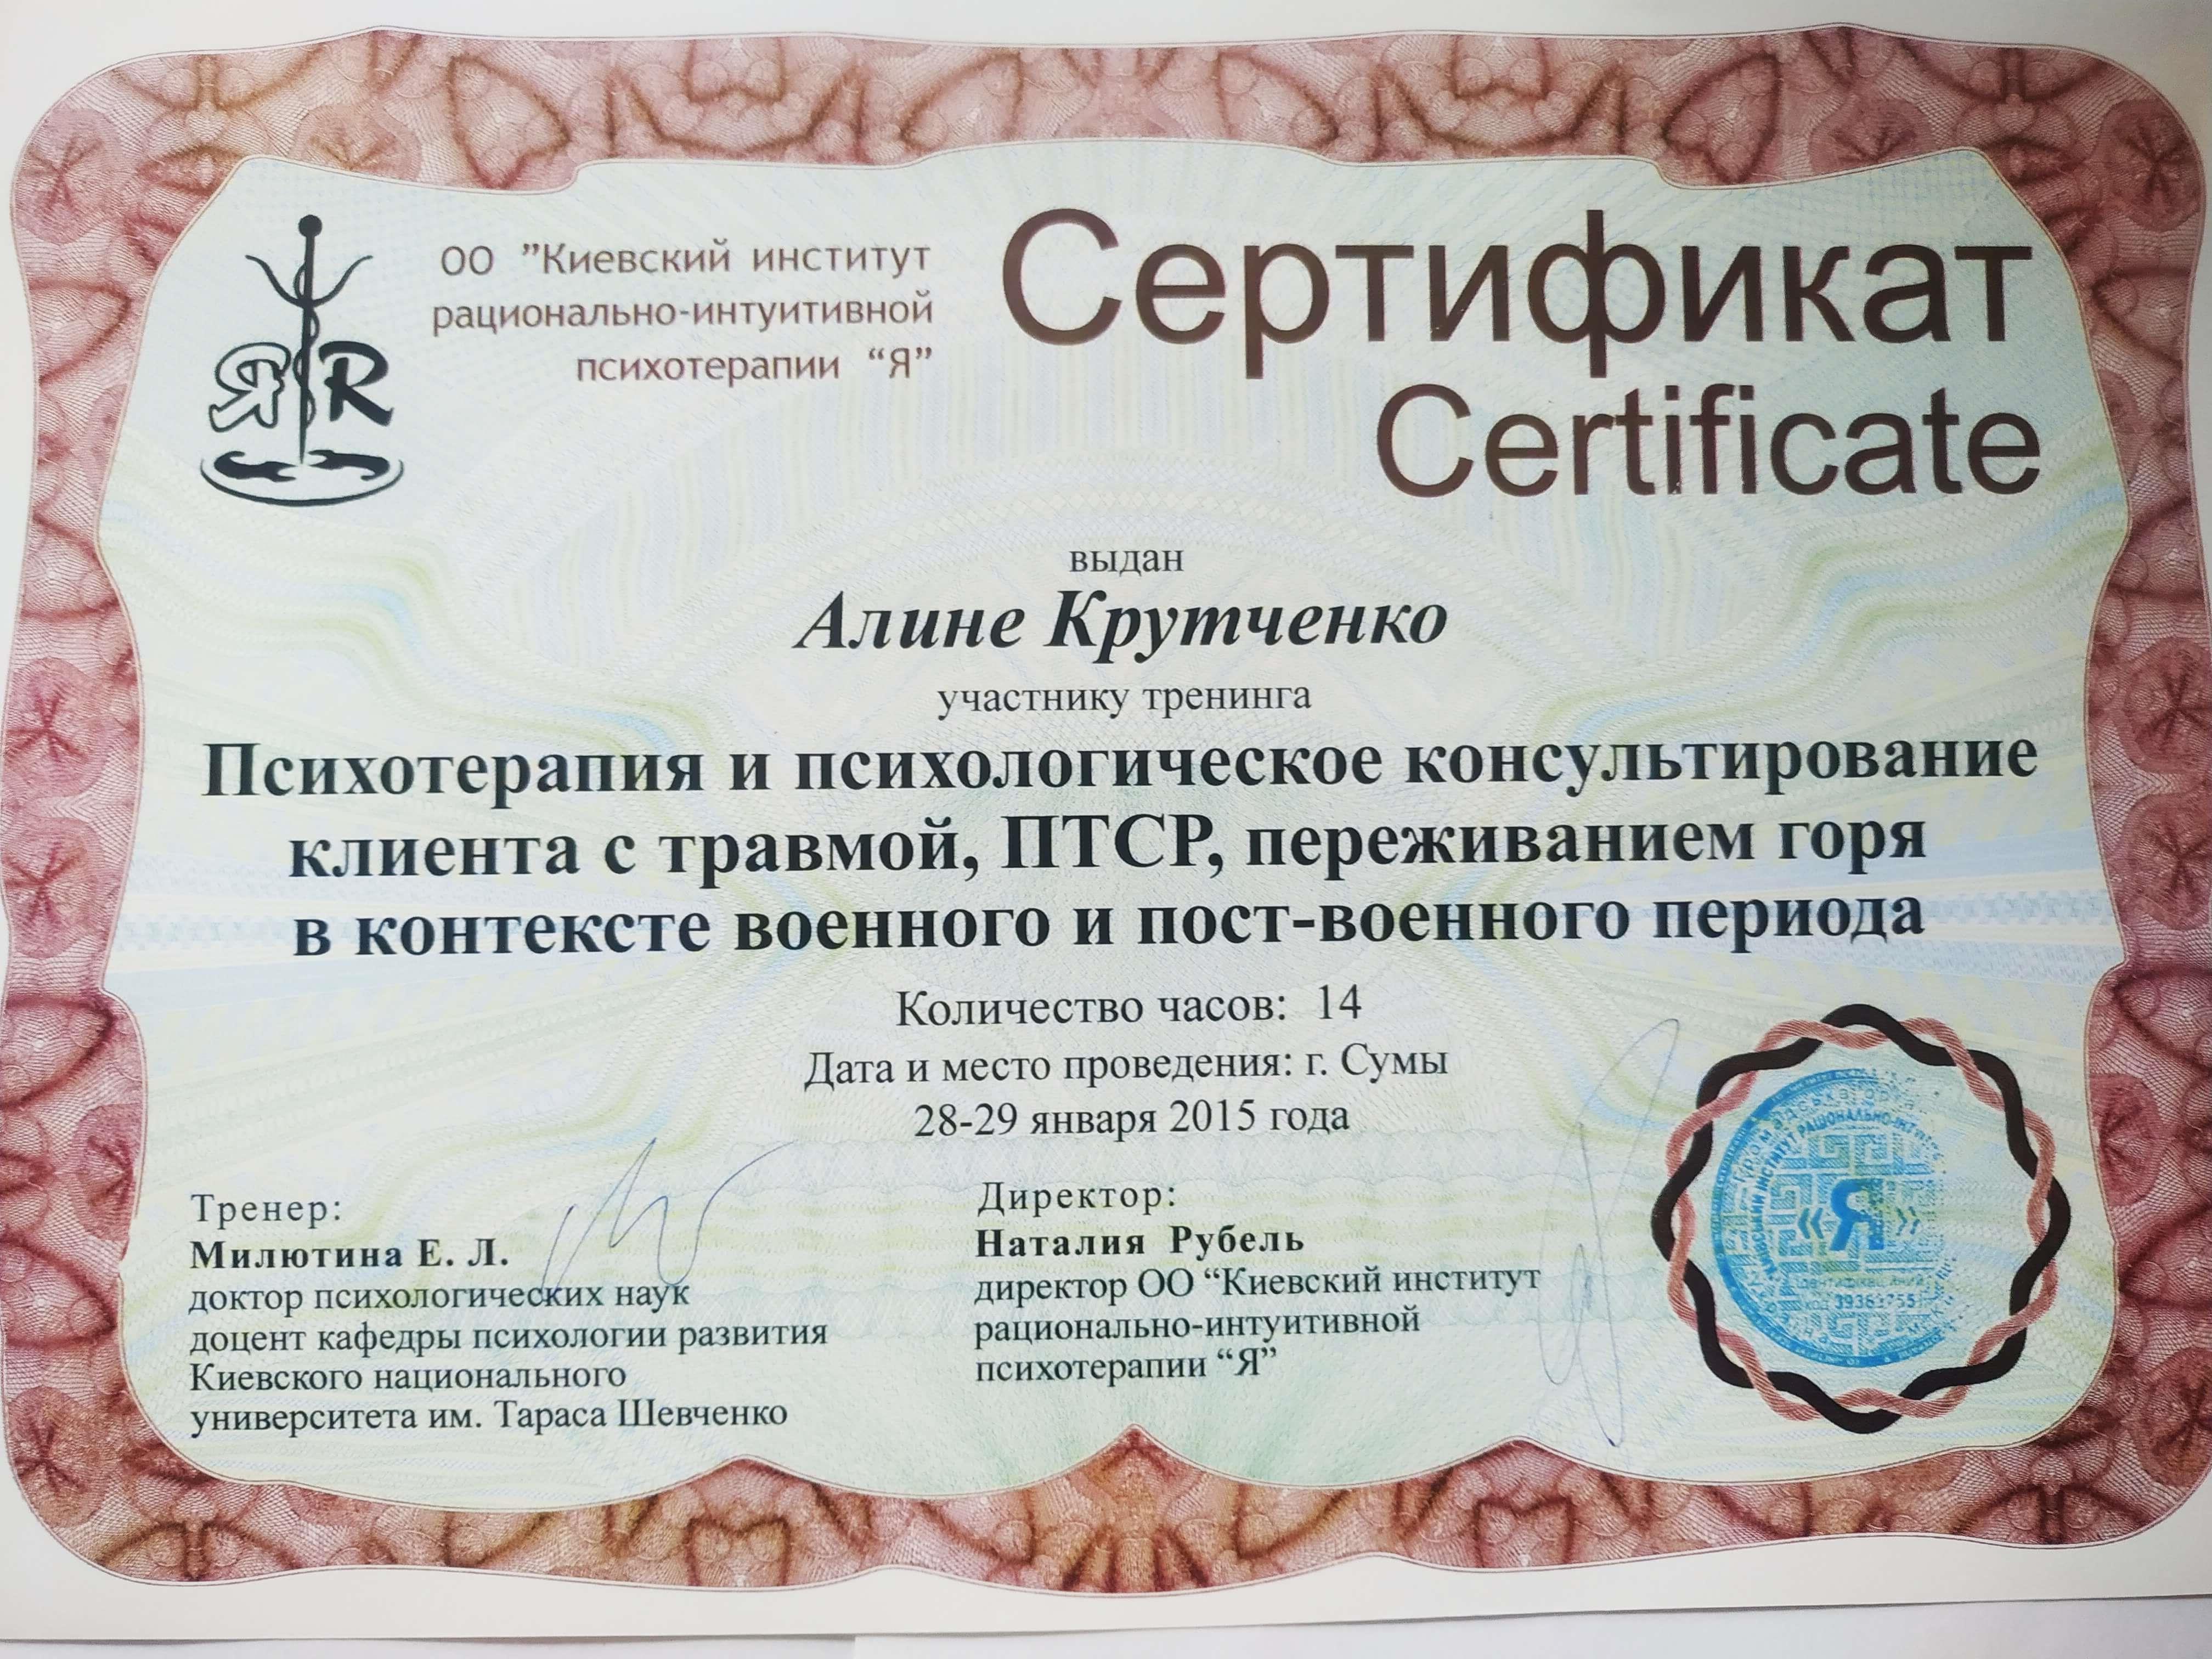 ОО ”Киевский институт
рационально-интуитивной
психотерапии “Я”
Сертификат
Certificate
ЯR
выдан
Алине Крутченко
участнику тренинга
Психотерапия и психологическое консультирование
клиента с травмой, ПТСР, переживанием горя
в контексте военного и пост-военного периода
Количество часов: 14
Дата и место проведения: г. Сумы
28-29 января 2015 года
Тренер:
Милютина Е. Л.
доктор психологических наук
доцент кафедры психологии развития
Киевского национального
университета им. Тараса Шевченко
Директор:
Наталия Рубель
директор ОО “Киевский институт
рационально-интуитивной
психотерапии “Я”
«Я»
код